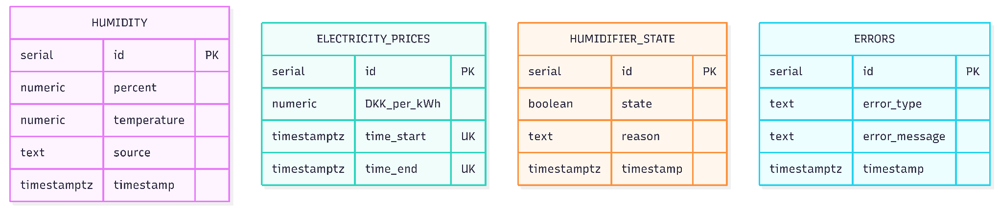 HUMIDITY
serial id PK
numeric percent
numeric temperature
text source
timestamptz timestamp
ELECTRICITY_PRICES
serial id PK
numeric DKK_per_kWh
timestamptz time_start UK
timestamptz time_end UK
HUMIDIFIER_STATE
serial id PK
boolean state
text reason
timestamptz timestamp
ERRORS
serial id PK
text error_type
text error_message
timestamptz timestamp